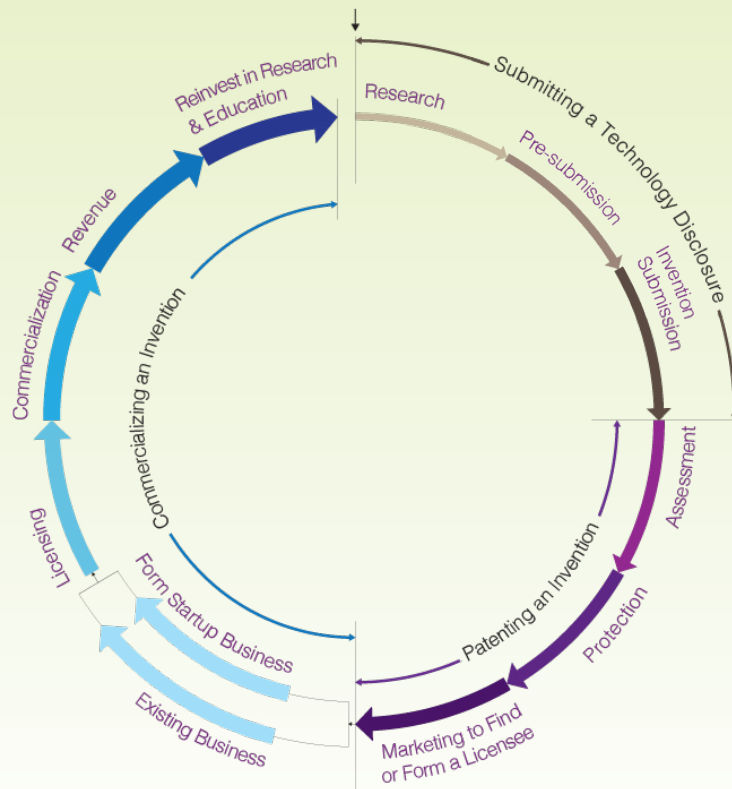 Research
Pre-submission
Invention
Submission
Submitting a Technology Disclosure
Assessment
Protection
Marketing to Find
or Form a Licensee
Patenting an Invention
Form Startup Business
Existing Business
Licensing
Commercialization
Revenue
Reinvest in Research
& Education
Commercializing an Invention